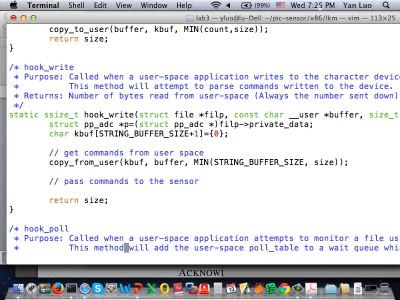 Terminal Shell Edit View Window Help (99%) Wed 7:25 PM Yan Luo
lab3 — yluo@lu-Dell: ~/pic-sensor/x86/lkm — vim — 113×25
copy_to_user(buffer, kbuf, MIN(count,size));
return size;
}
/* hook_write
* Purpose: Called when a user-space application writes to the character device
* This method will attempt to parse commands written to the device.
* Returns: Number of bytes read from user-space (Always the number sent down)
*/
static ssize_t hook_write(struct file *filp, const char __user *buffer, size_t
struct pp_adc *p=(struct pp_adc *)filp->private_data;
char kbuf[STRING_BUFFER_SIZE+1]={0};
// get commands from user space
copy_from_user(kbuf, buffer, MIN(STRING_BUFFER_SIZE, size));
// pass commands to the sensor
return size;
}
/* hook_poll
* Purpose: Called when a user-space application attempts to monitor a file us
* This method will add the user-space poll_table to a wait queue whic